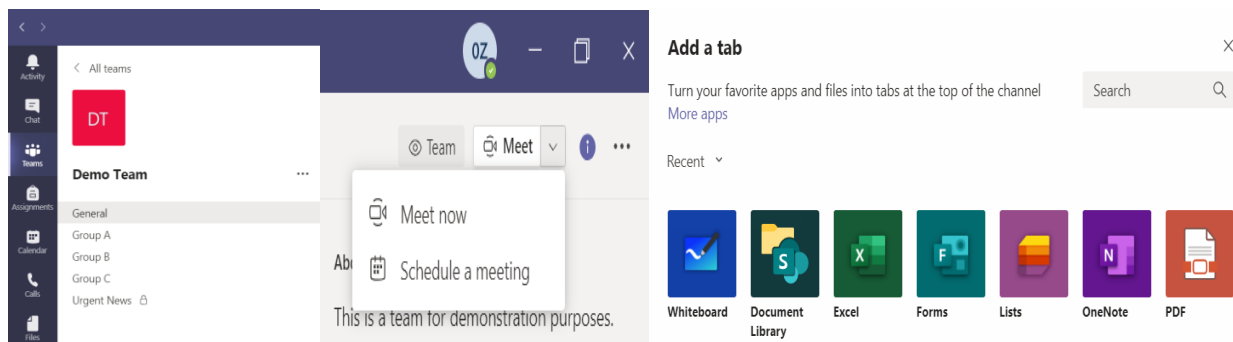 Activity
Chat
Teams
Assignments
Calendar
Calls
Files
All teams
DT
Demo Team
...
General
Group A
Group B
Group C
Urgent News
OZ
Team
Meet
...
Meet now
Schedule a meeting
Abo
This is a team for demonstration purposes.
Add a tab
Turn your favorite apps and files into tabs at the top of the channel
More apps
Search
Recent
Whiteboard
Document
Library
Excel
Forms
Lists
OneNote
PDF